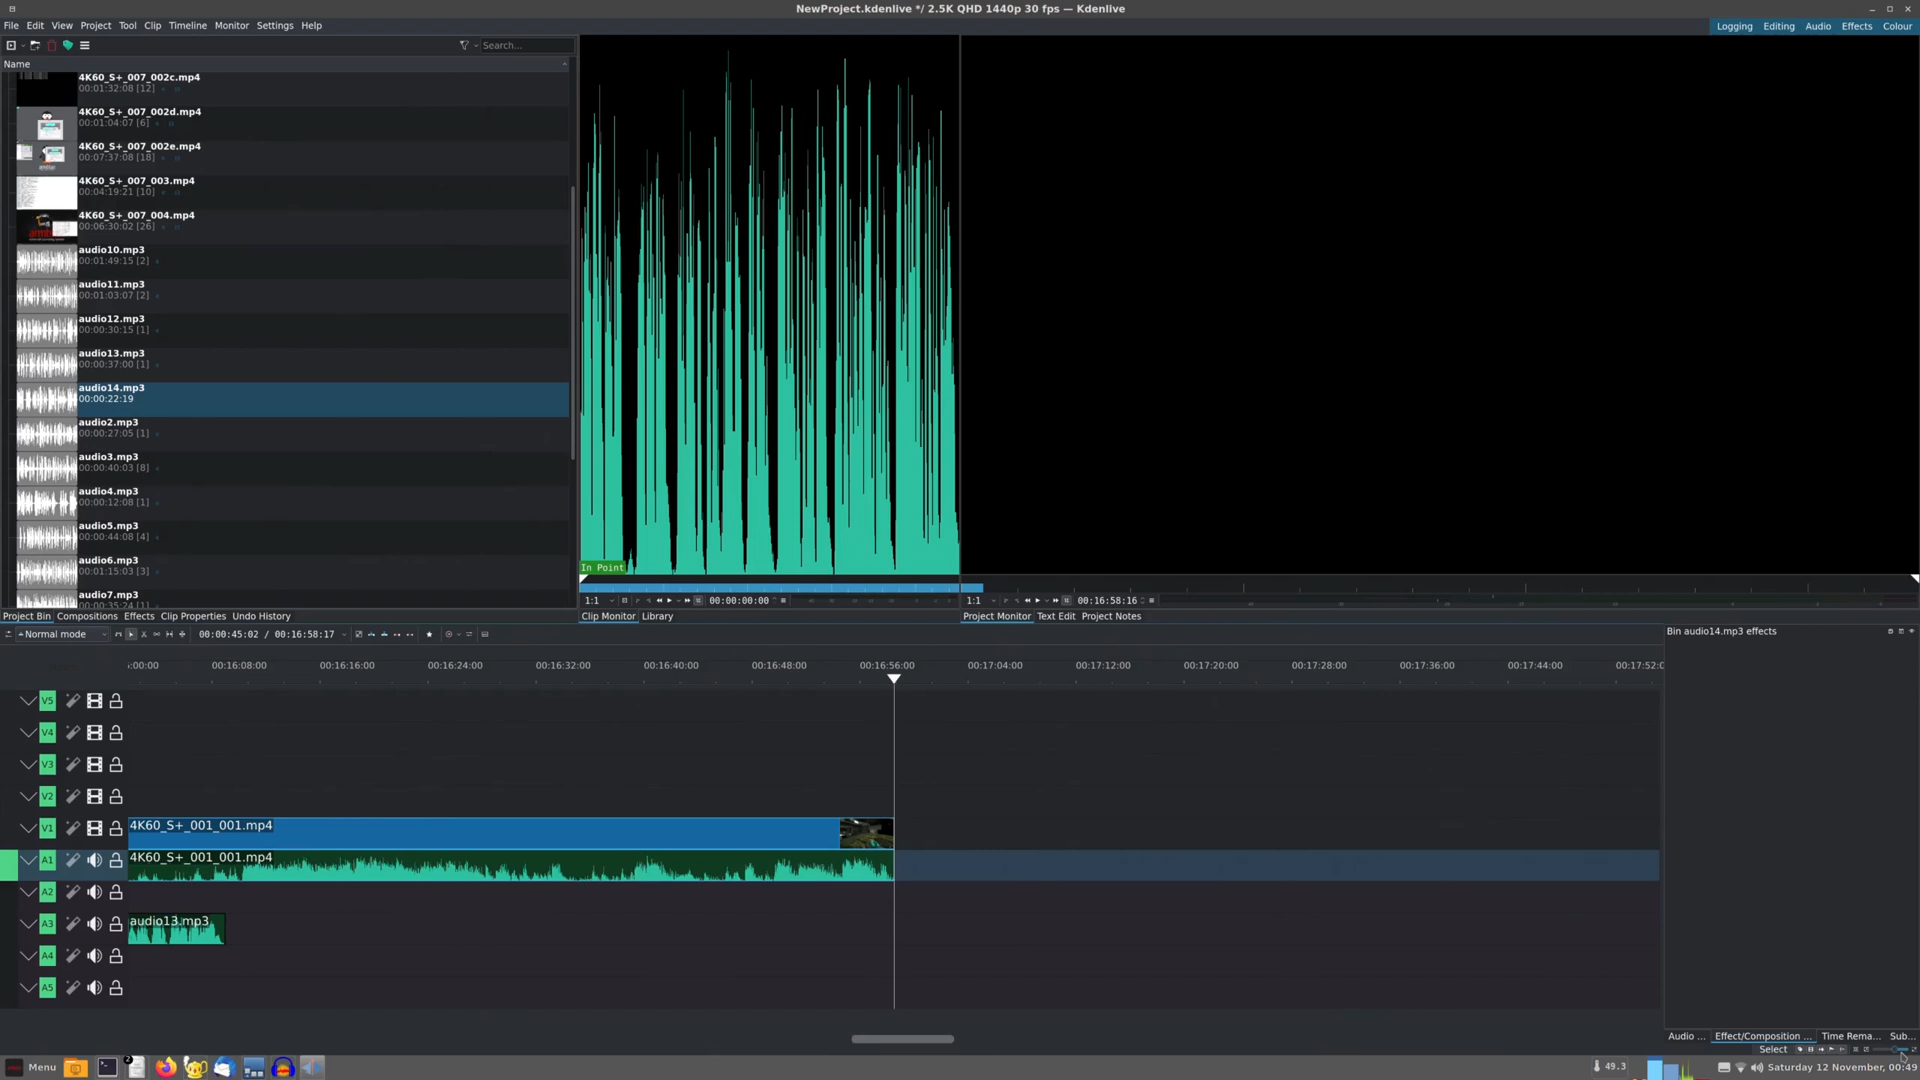 NewProject.kdenlive */ 2.5K QHD 1440p 30 fps — Kdenlive
File Edit View Project Tool Clip Timeline Monitor Settings Help
Logging Editing Audio Effects Colour
Search...
Name
4K60_S+_007_002c.mp4
00:01:32:08 [12]
4K60_S+_007_002d.mp4
00:01:04:07 [6]
4K60_S+_007_002e.mp4
00:07:37:08 [18]
4K60_S+_007_003.mp4
00:04:19:21 [10]
4K60_S+_007_004.mp4
00:06:30:02 [26]
audio10.mp3
00:01:49:15 [2]
audio11.mp3
00:01:03:07 [2]
audio12.mp3
00:00:30:15 [1]
audio13.mp3
00:00:37:00 [1]
audio14.mp3
00:00:22:19
audio2.mp3
00:00:27:05 [1]
audio3.mp3
00:00:40:03 [8]
audio4.mp3
00:00:12:08 [1]
audio5.mp3
00:00:44:08 [4]
audio6.mp3
00:01:15:03 [3]
audio7.mp3
00:00:35:24 [1]
In Point
1:1 00:00:00:00
1:1 00:16:58:16
Project Bin Compositions Effects Clip Properties Undo History
Clip Monitor Library
Project Monitor Text Edit Project Notes
Normal mode 00:00:45:02 / 00:16:58:17
Bin audio14.mp3 effects
:00:00 00:16:08:00 00:16:16:00 00:16:24:00 00:16:32:00 00:16:40:00 00:16:48:00 00:16:56:00 00:17:04:00 00:17:12:00 00:17:20:00 00:17:28:00 00:17:36:00 00:17:44:00 00:17:52:0
V5
V4
V3
V2
V1 4K60_S+_001_001.mp4
A1 4K60_S+_001_001.mp4
A2
A3 audio13.mp3
A4
A5
Audio ... Effect/Composition ... Time Rema... Sub...
Select
Menu 2 49.3 Saturday 12 November, 00:49